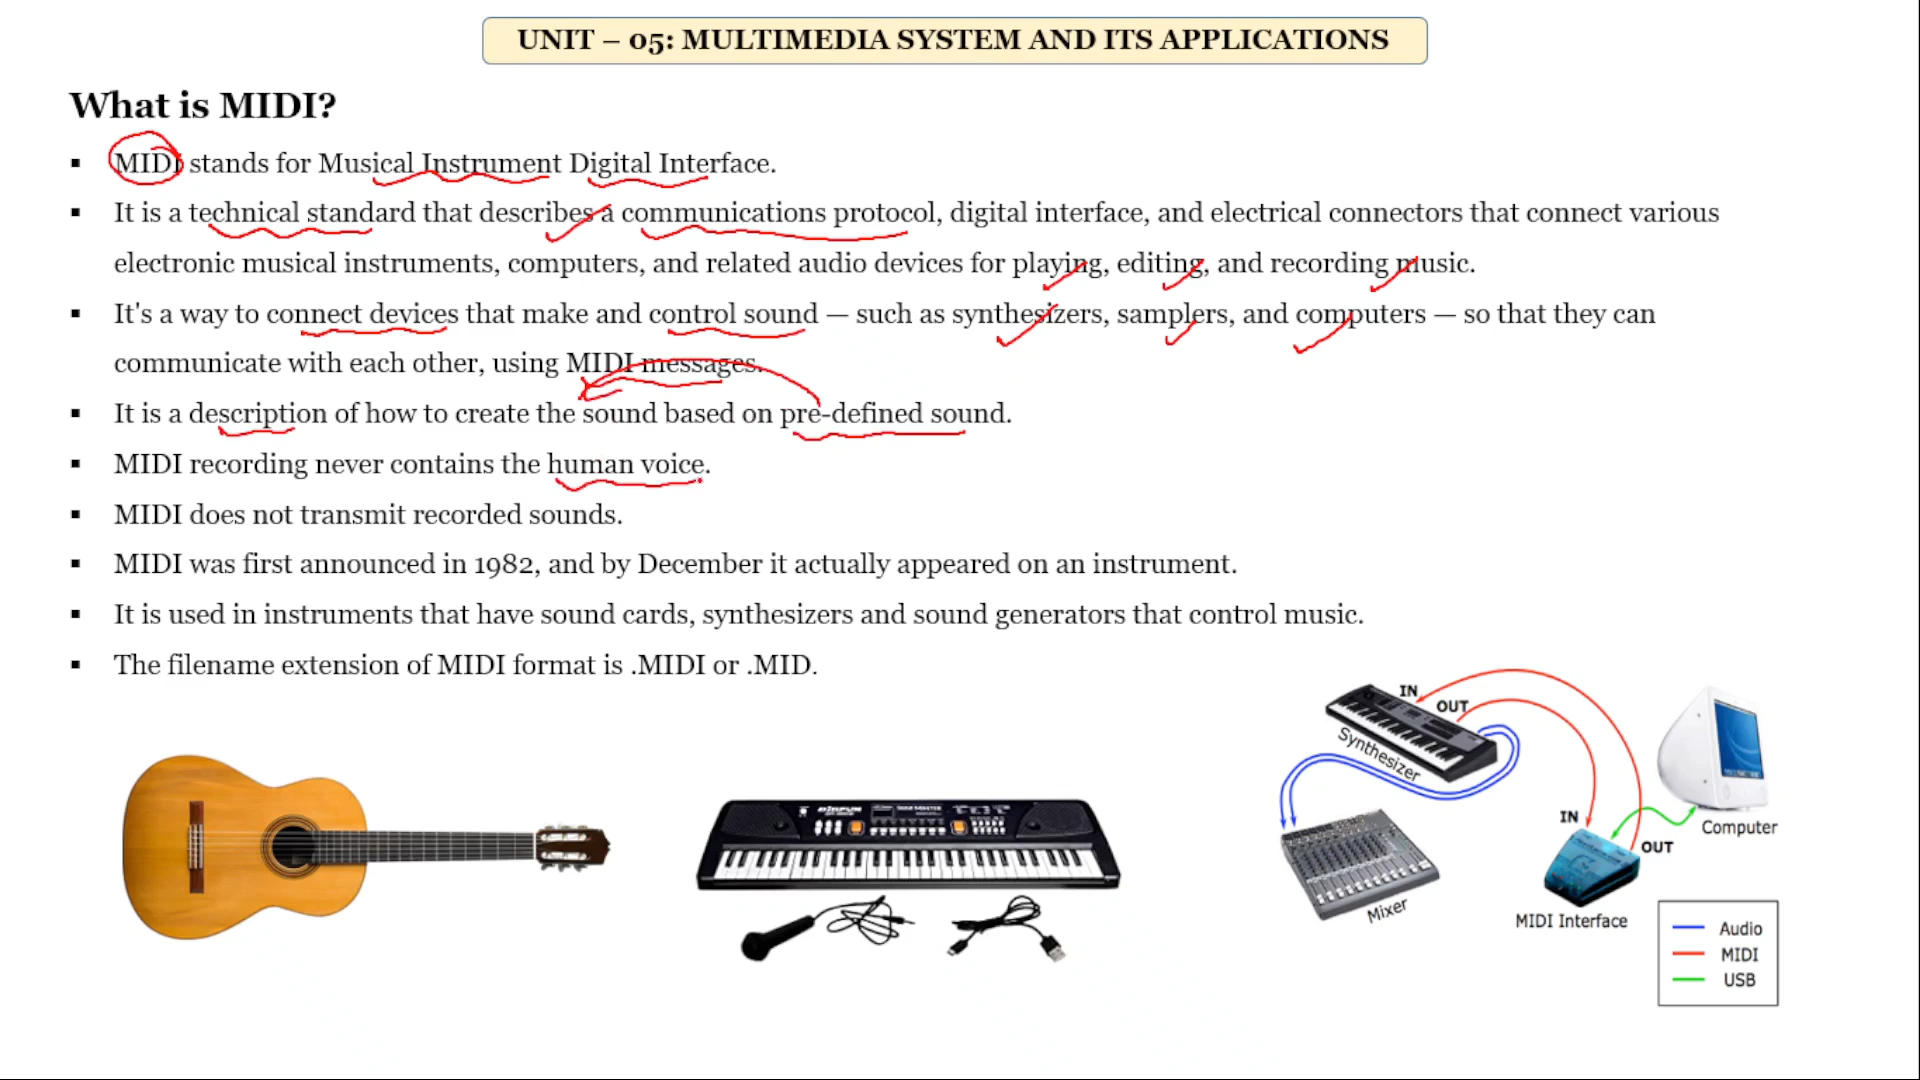 UNIT – 05: MULTIMEDIA SYSTEM AND ITS APPLICATIONS
What is MIDI?
▪ MIDI stands for Musical Instrument Digital Interface.
▪ It is a technical standard that describes a communications protocol, digital interface, and electrical connectors that connect various
electronic musical instruments, computers, and related audio devices for playing, editing, and recording music.
▪ It's a way to connect devices that make and control sound — such as synthesizers, samplers, and computers — so that they can
communicate with each other, using MIDI messages.
▪ It is a description of how to create the sound based on pre-defined sound.
▪ MIDI recording never contains the human voice.
▪ MIDI does not transmit recorded sounds.
▪ MIDI was first announced in 1982, and by December it actually appeared on an instrument.
▪ It is used in instruments that have sound cards, synthesizers and sound generators that control music.
▪ The filename extension of MIDI format is .MIDI or .MID.
IN
OUT
Synthesizer
IN
Computer
OUT
Mixer
MIDI Interface
Audio
MIDI
USB